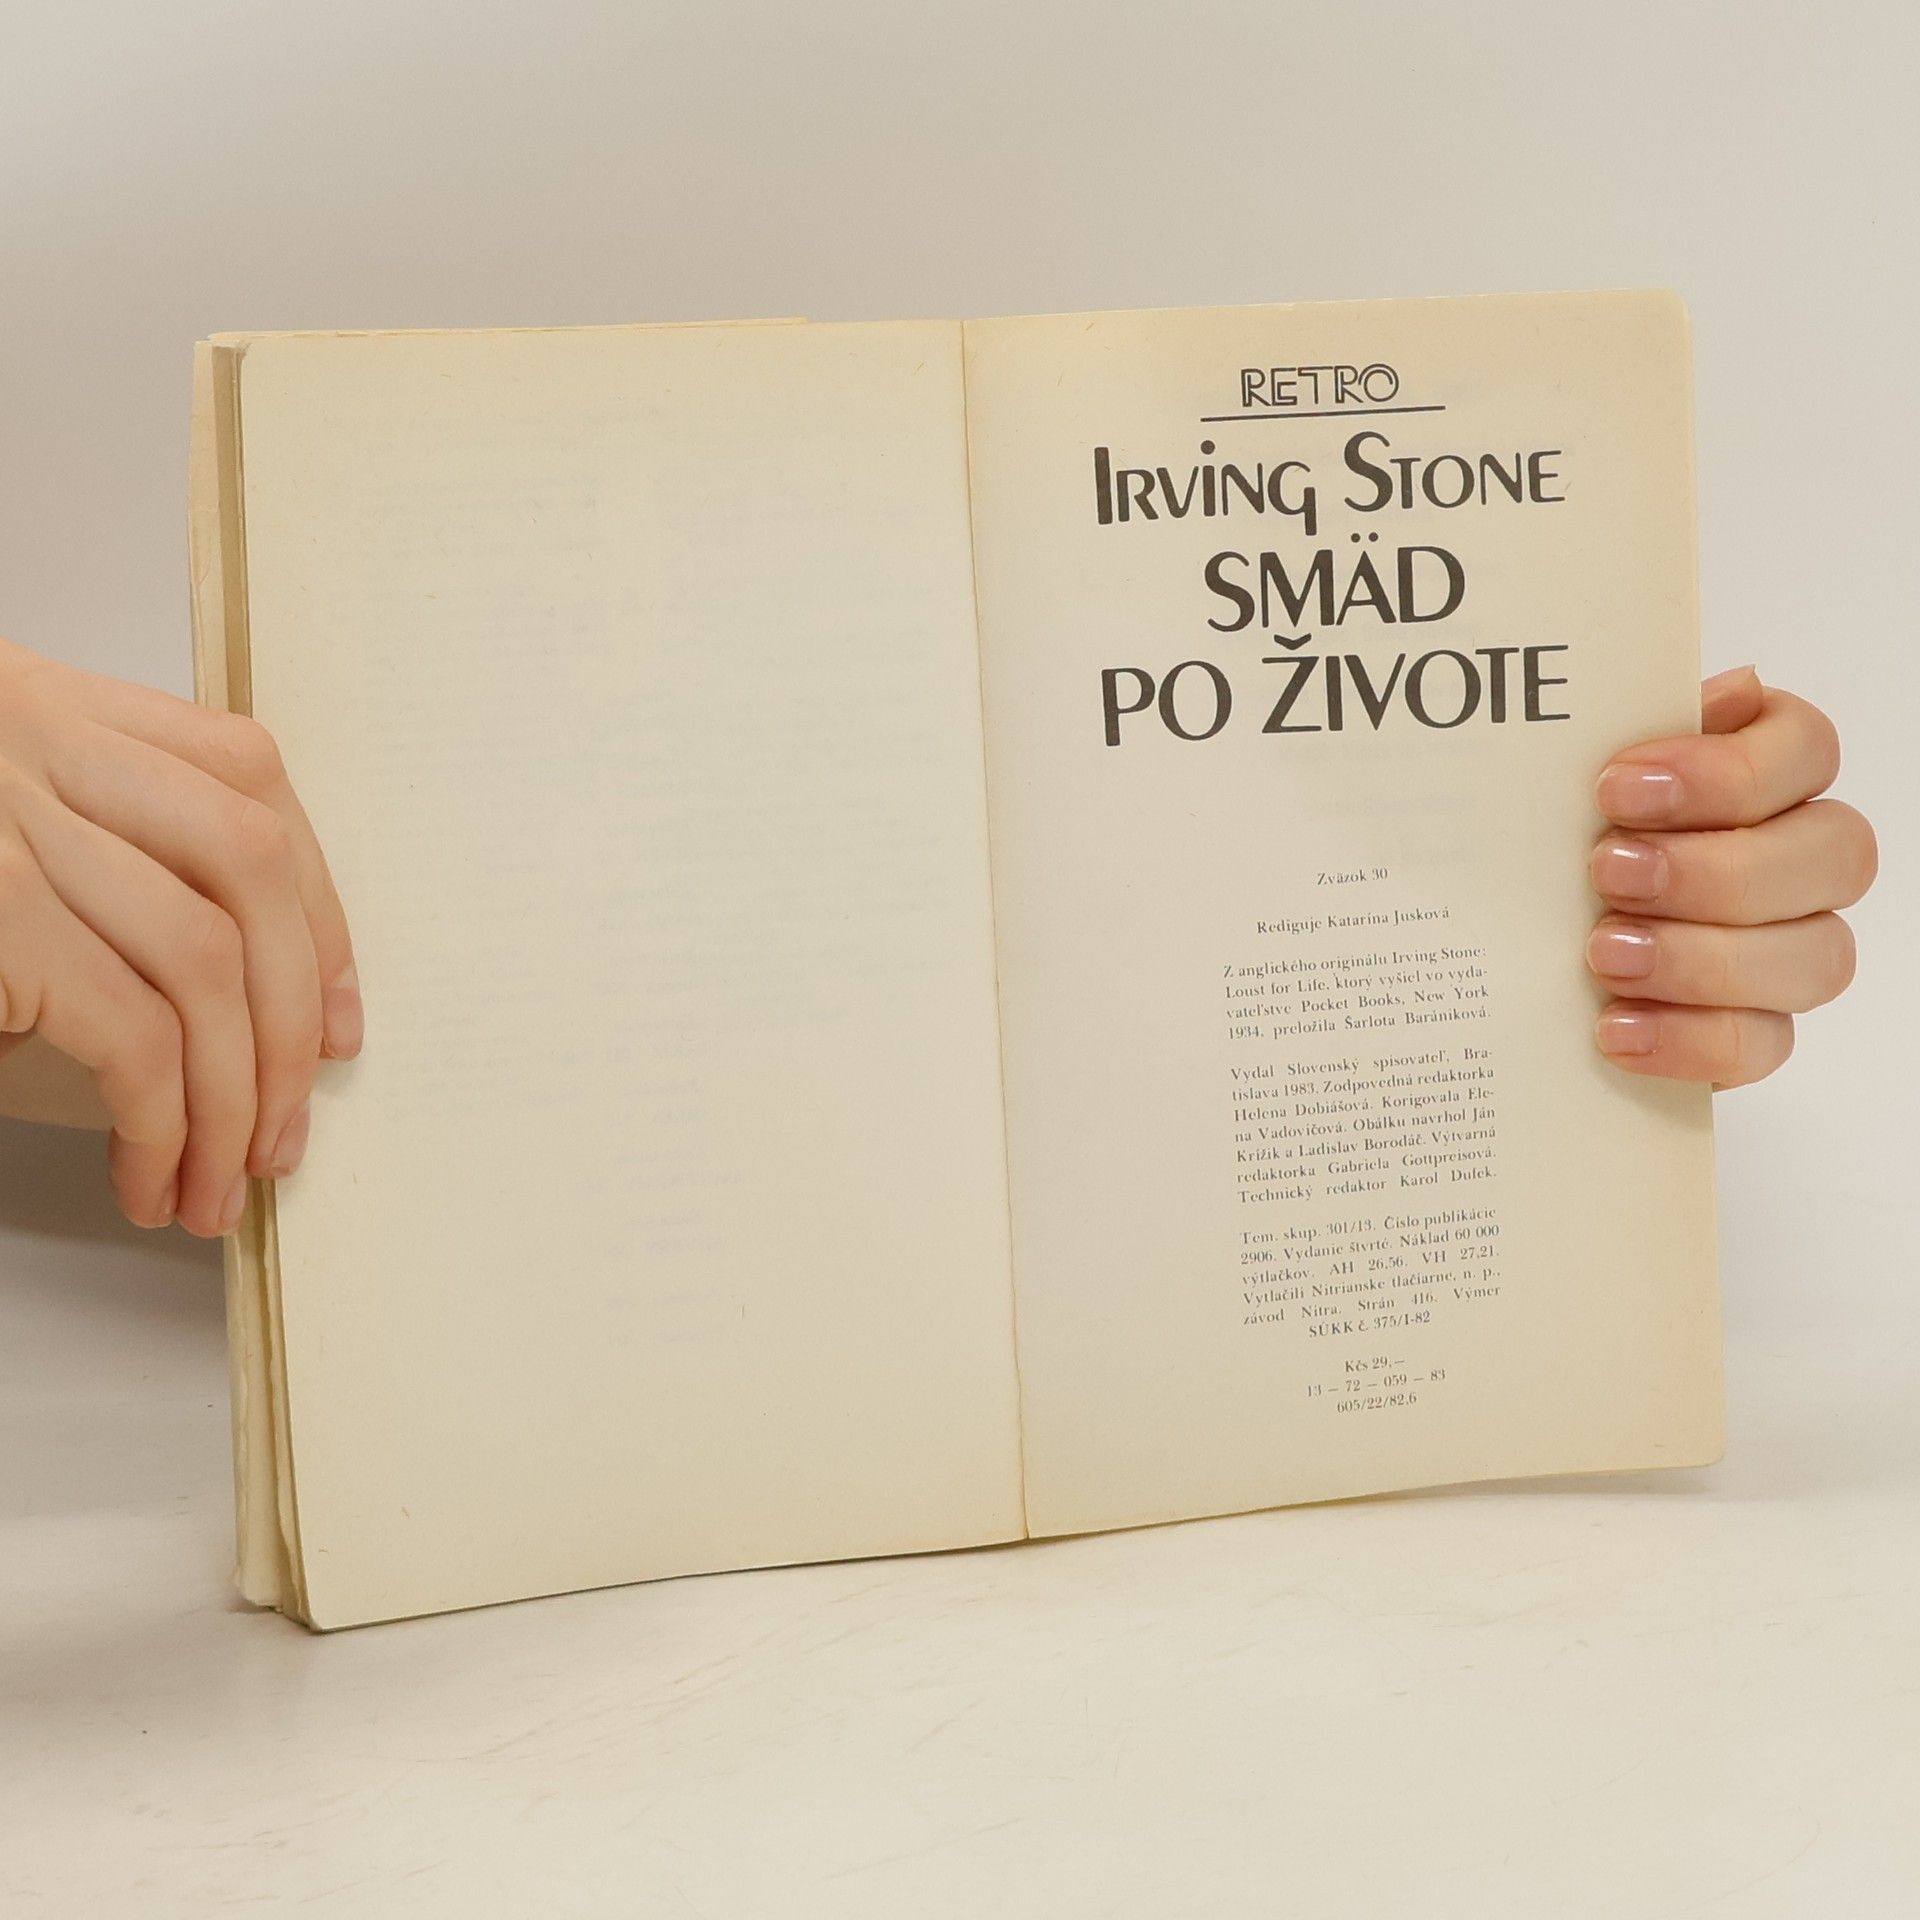 RETRO
IRVING STONE
SMÄD
PO ŽIVOTE
Zväzok 30
Rediguje Katarína Jusková
Z anglického originálu Irving Stone:
Loust for Life, ktorý vyšiel vo vyda-
vateľstve Pocket Books, New York
1934, preložila Šarlota Barániková.
Vydal Slovenský spisovateľ, Bra-
tislava 1983. Zodpovedná redaktorka
Helena Dobiášová. Korigovala Ele-
na Vadovičová. Obálku navrhol Ján
Krížik a Ladislav Borodáč. Výtvarná
redaktorka Gabriela Gottpreisová.
Technický redaktor Karol Dufek.
Tem. skup. 301/13. Číslo publikácie
2906. Vydanie štvrté. Náklad 60 000
výtlačkov. AH 26,56. VH 27,21.
Vytlačili Nitrianske tlačiarne, n. p.,
závod Nitra. Strán 416. Výmer
SÚKK č. 375/I-82
Kčs 29,—
13 — 72 — 059 — 83
605/22/82.6